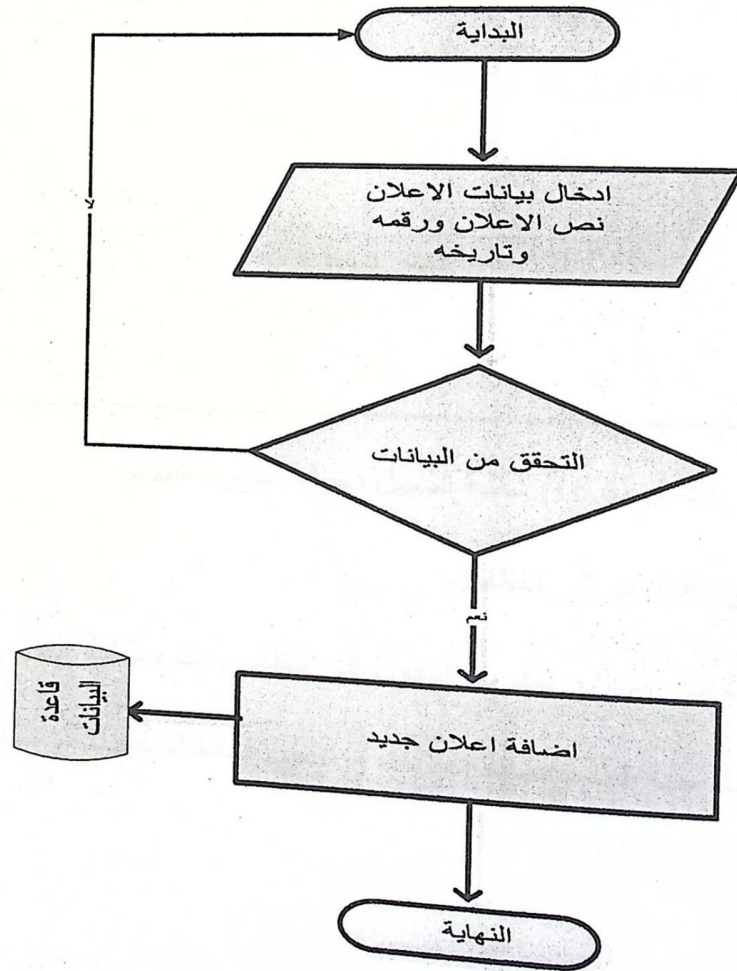 البداية
ادخال بيانات الاعلان
نص الاعلان ورقمه
وتاريخه
التحقق من البيانات
لا
نعم
اضافة اعلان جديد
قاعدة
البيانات
النهاية